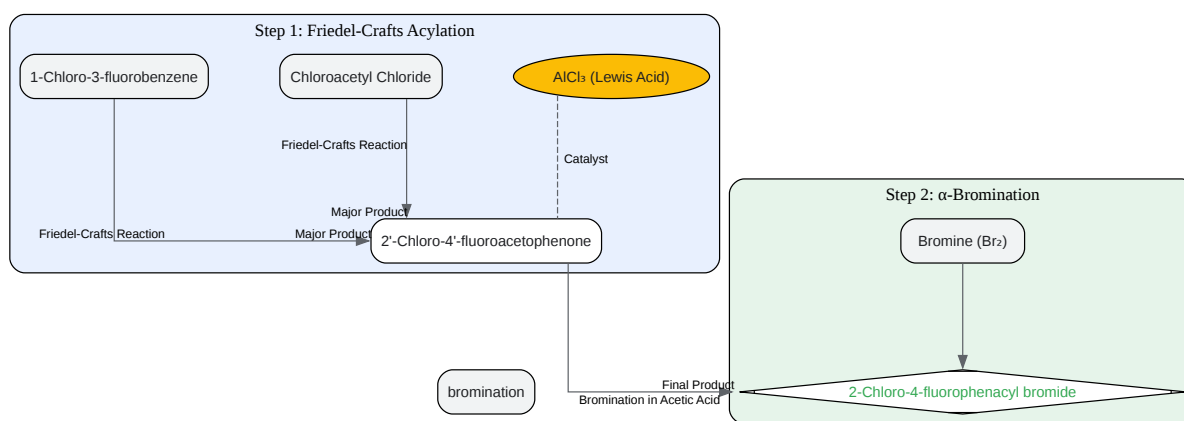 Step 1: Friedel-Crafts Acylation
1-Chloro-3-fluorobenzene
Chloroacetyl Chloride
AlCl₃ (Lewis Acid)
Friedel-Crafts Reaction
Catalyst
Major Product
Friedel-Crafts Reaction
Major Product
2'-Chloro-4'-fluoroacetophenone
Step 2: α-Bromination
Bromine (Br₂)
bromination
Final Product
Bromination in Acetic Acid
2-Chloro-4-fluorophenacyl bromide